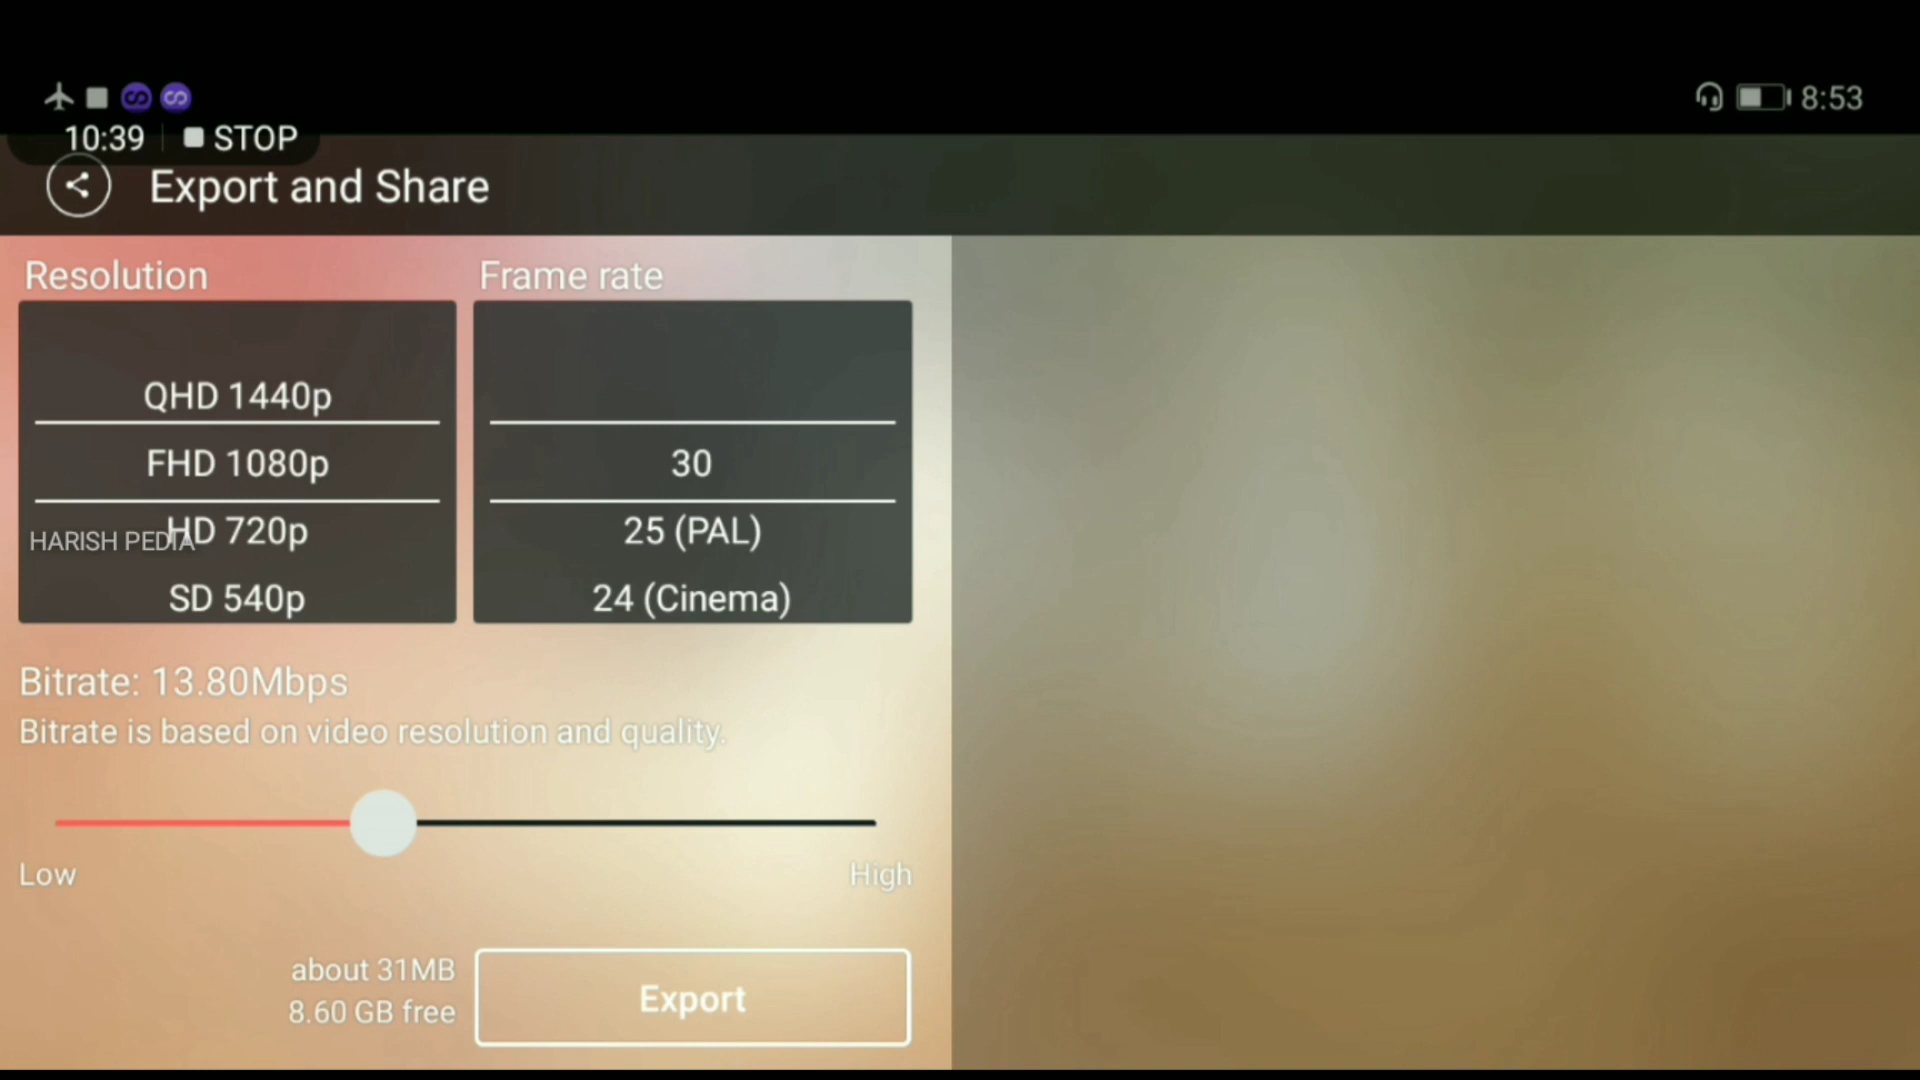 8:53
10:39 STOP
Export and Share
Resolution
Frame rate
QHD 1440p
FHD 1080p
HD 720p
SD 540p
HARISH PEDIA
30
25 (PAL)
24 (Cinema)
Bitrate: 13.80Mbps
Bitrate is based on video resolution and quality.
Low
High
about 31MB
8.60 GB free
Export